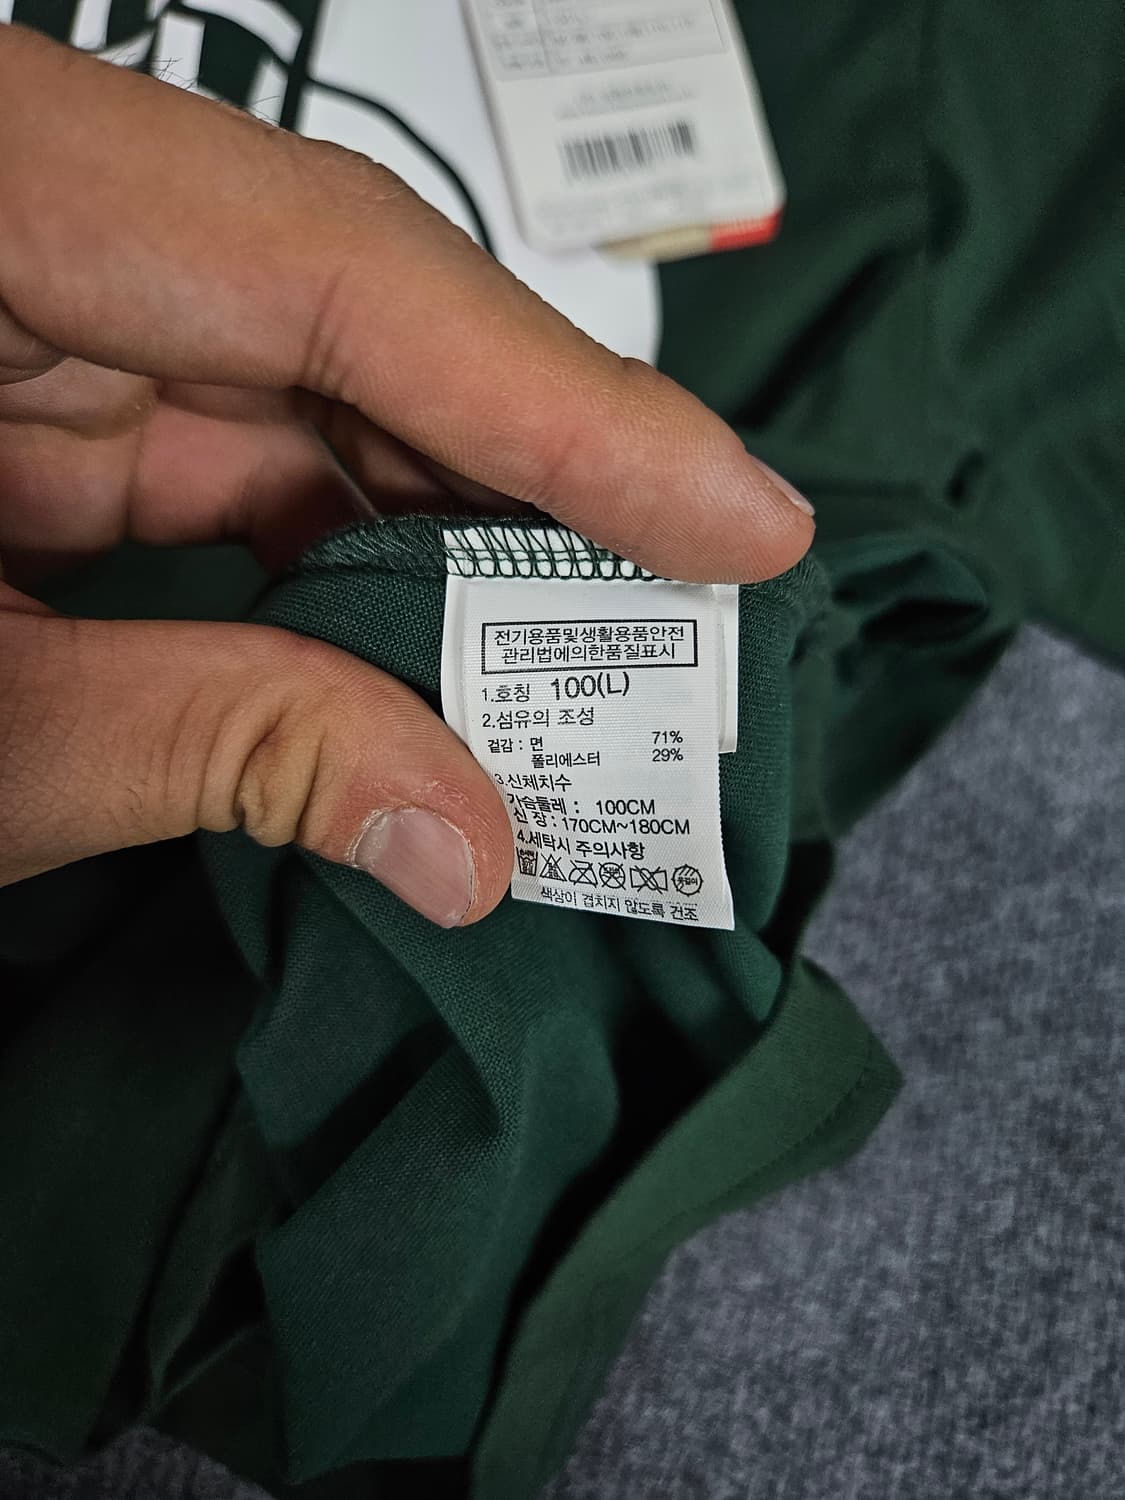 전기용품및생활용품안전
관리법에의한품질표시
1.호칭 100(L)
2.섬유의 조성
겉감 : 면 71%
폴리에스터 29%
3.신체치수
가슴둘레 : 100CM
신 장 : 170CM~180CM
4.세탁시 주의사항
색상이 겹치지 않도록 건조